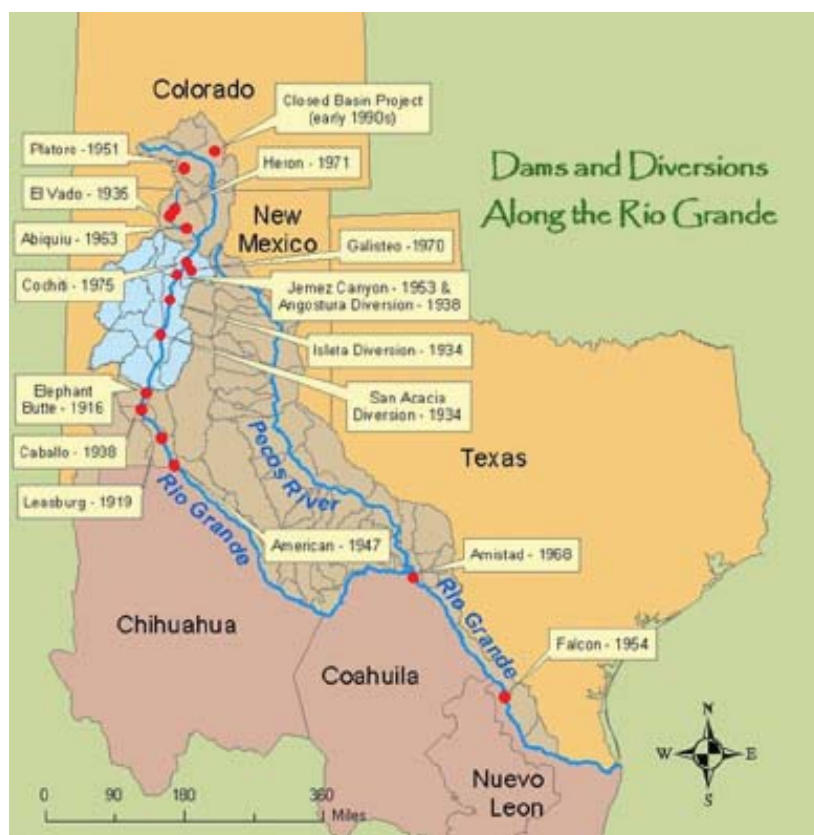 Dams and Diversions
Along the Rio Grande
Colorado
Closed Basin Project
(early 1990s)
Platoro - 1951
Heron - 1971
El Vado - 1935
New
Mexico
Abiquiu - 1963
Galisteo - 1970
Cochiti - 1975
Jemez Canyon - 1953 &
Angostura Diversion - 1938
Isleta Diversion - 1934
Elephant
Butte - 1916
San Acacia
Diversion - 1934
Caballo - 1938
Texas
Leasburg - 1919
Pecos River
Rio Grande
American - 1947
Amistad - 1968
Rio Grande
Chihuahua
Coahuila
Falcon - 1954
Nuevo
Leon
N
W
E
S
0
90
180
360
Miles